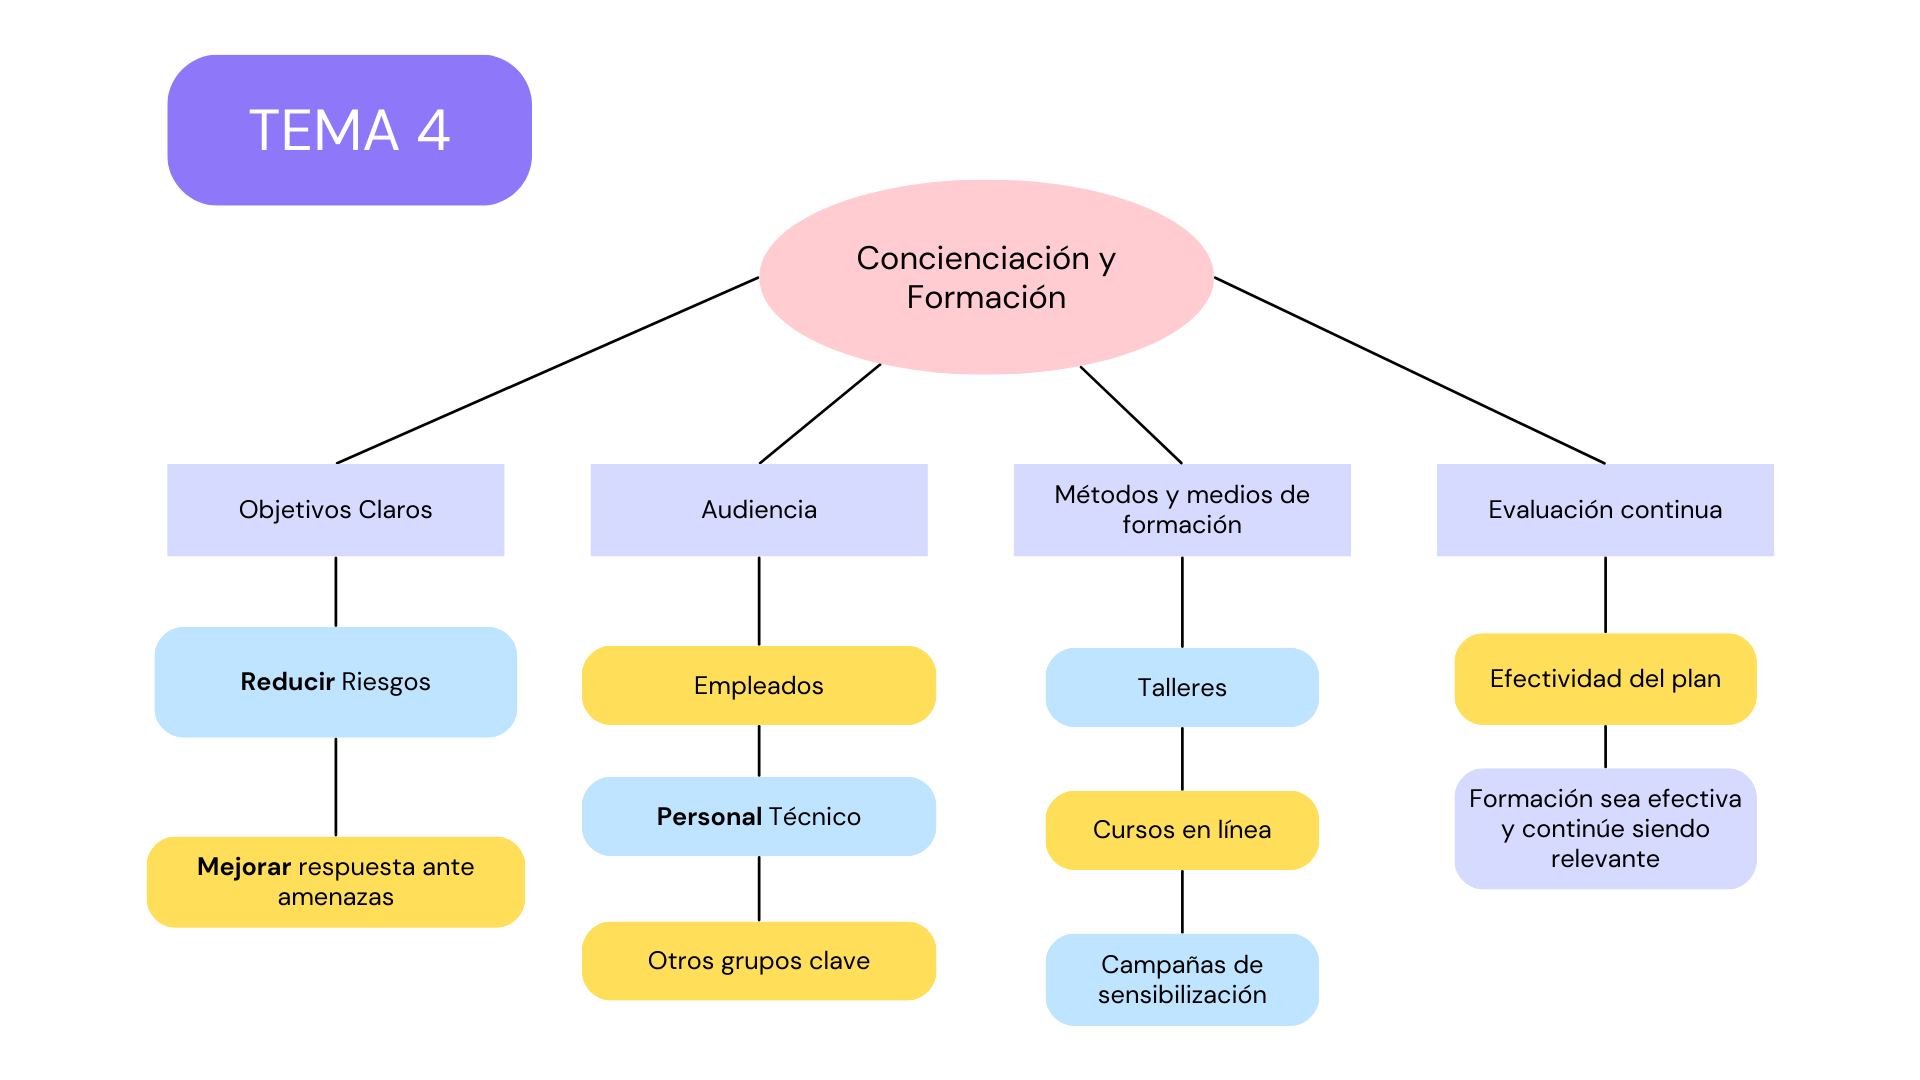 TEMA 4
Concienciación y
Formación
Objetivos Claros
Audiencia
Métodos y medios de
formación
Evaluación continua
Reducir Riesgos
Mejorar respuesta ante
amenazas
Empleados
Personal Técnico
Otros grupos clave
Talleres
Cursos en línea
Campañas de
sensibilización
Efectividad del plan
Formación sea efectiva
y continúe siendo
relevante